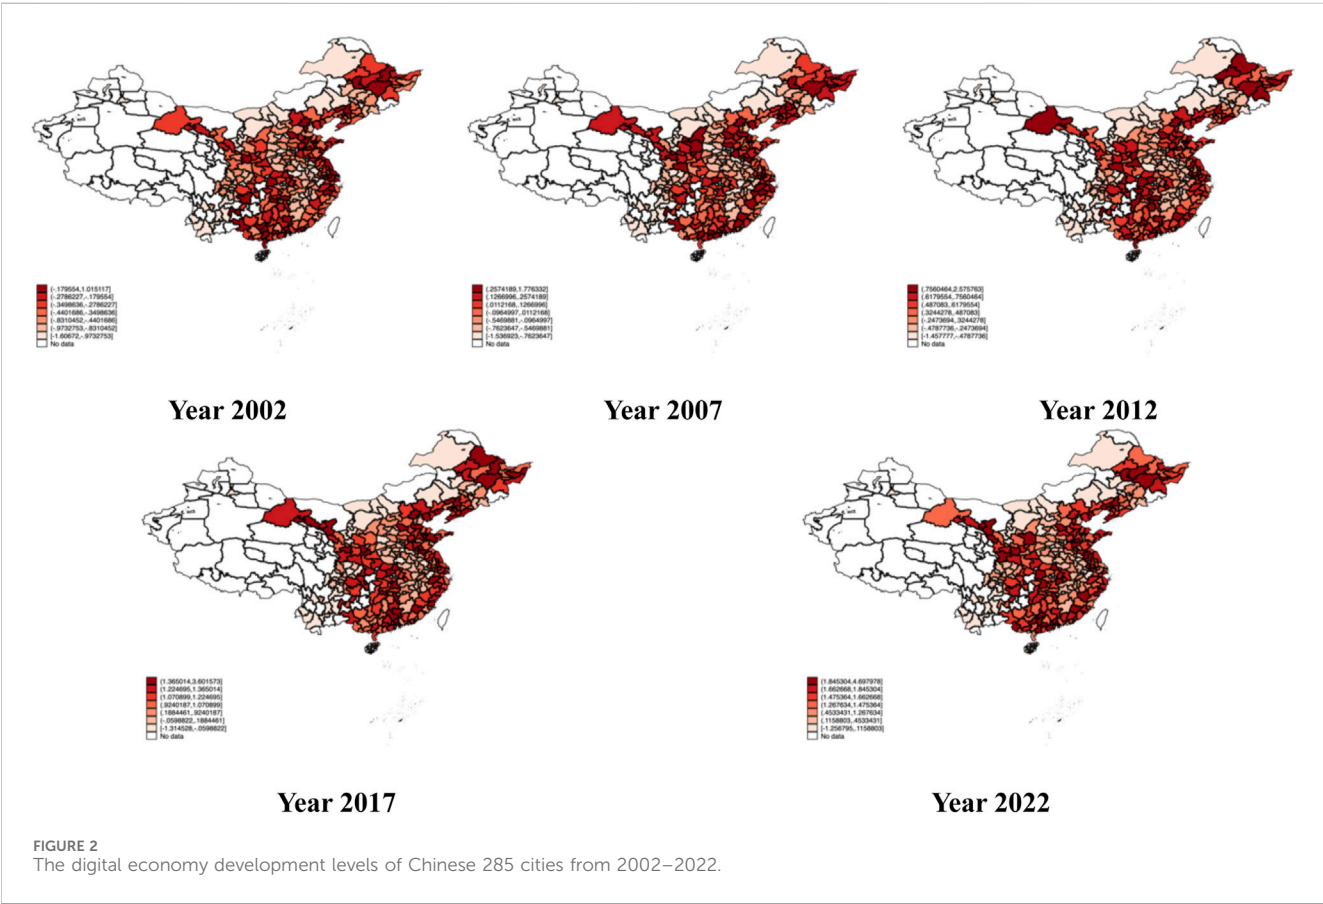 (-.179554,1.015117]
(-.2786227,-.179554]
(-.3498636,-.2786227]
(-.4401686,-.3498636]
(-.8310452,-.4401686]
(-.9732753,-.8310452]
[-1.60672,-.9732753]
No data
Year 2002
(.2574189,1.776332]
(.1266996,.2574189]
(.0112168,.1266996]
(-.0964997,.0112168]
(-.5469881,-.0964997]
(-.7623647,-.5469881]
[-1.536923,-.7623647]
No data
Year 2007
(.7560464,2.575763]
(.6179554,.7560464]
(.487083,.6179554]
(.3244278,.487083]
(-.2473694,.3244278]
(-.4787736,-.2473694]
[-1.457777,-.4787736]
No data
Year 2012
(1.365014,3.601573]
(1.224695,1.365014]
(1.070899,1.224695]
(.9240187,1.070899]
(.1884461,.9240187]
(-.0598822,.1884461]
[-1.314528,-.0598822]
No data
Year 2017
(1.845304,4.697978]
(1.662668,1.845304]
(1.475364,1.662668]
(1.267634,1.475364]
(.4533431,1.267634]
(.1158803,.4533431]
[-1.256795,.1158803]
No data
Year 2022
FIGURE 2
The digital economy development levels of Chinese 285 cities from 2002–2022.